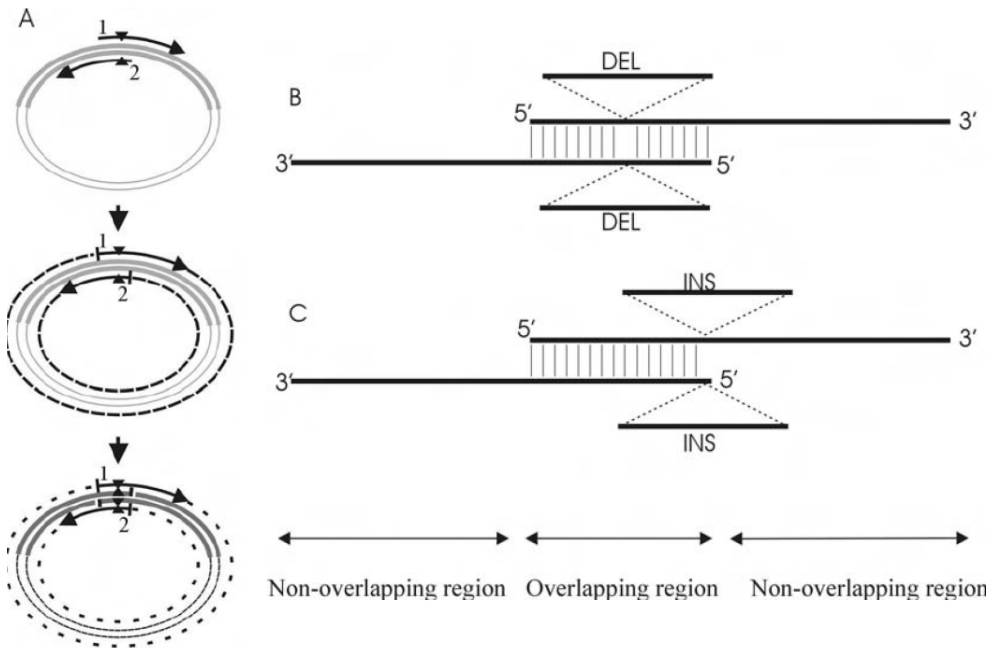 A
1
2
1
2
1
2
B
DEL
5′
3′
3′
5′
DEL
C
INS
5′
3′
3′
5′
INS
Non-overlapping region
Overlapping region
Non-overlapping region